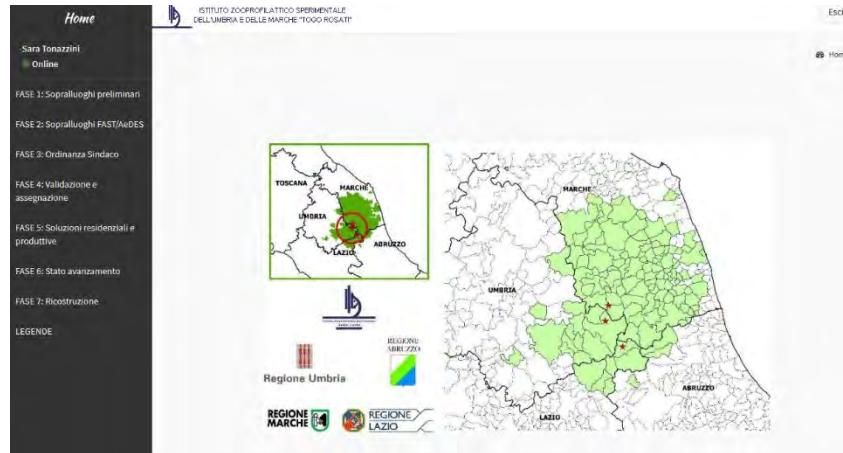 Home
ISTITUTO ZOOPROFILATTICO SPERIMENTALE
DELL'UMBRIA E DELLE MARCHE "TOGO ROSATI"
Esci
Sara Tonazzini
Online
Hom
FASE 1: Sopralluoghi preliminari
FASE 2: Sopralluoghi FAST/AeDES
FASE 3: Ordinanza Sindaco
FASE 4: Validazione e
assegnazione
FASE 5: Soluzioni residenziali e
produttive
FASE 6: Stato avanzamento
FASE 7: Ricostruzione
LEGENDE
TOSCANA
MARCHE
UMBRIA
ABRUZZO
LAZIO
MARCHE
UMBRIA
ABRUZZO
LAZIO
REGIONE
ABRUZZO
Regione Umbria
REGIONE
MARCHE
REGIONE
LAZIO